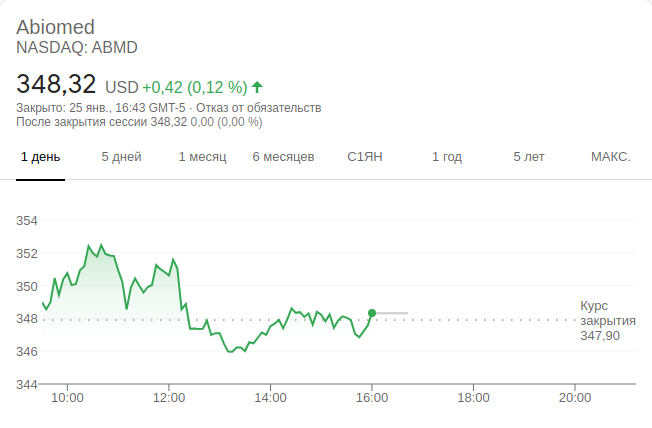 Abiomed
NASDAQ: ABMD
348,32 USD +0,42 (0,12 %)
Закрыто: 25 янв., 16:43 GMT-5 · Отказ от обязательств
После закрытия сессии 348,32 0,00 (0,00 %)
1 день 5 дней 1 месяц 6 месяцев С1ЯН 1 год 5 лет МАКС.
354
352
350
348
346
344
Курс
закрытия
347,90
10:00 12:00 14:00 16:00 18:00 20:00